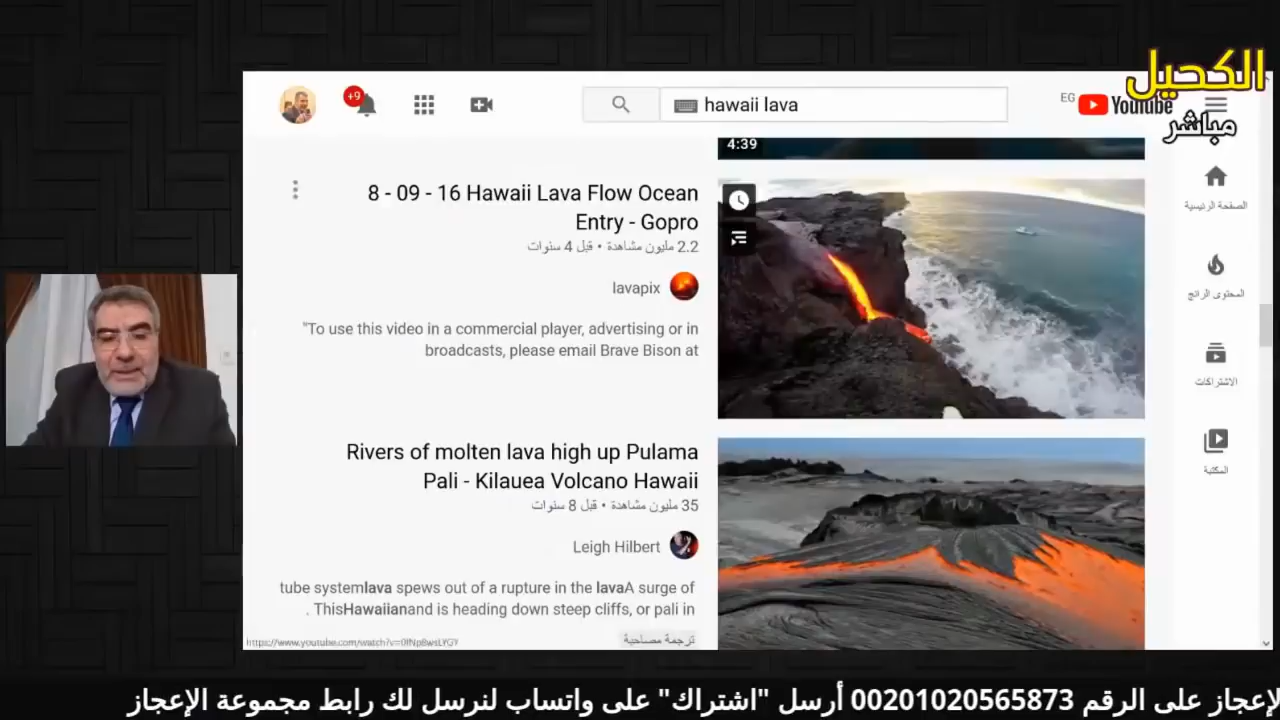 الكحيل
مباشر
+9
hawaii lava
EG
YouTube
4:39
8 - 09 - 16 Hawaii Lava Flow Ocean
Entry - Gopro
2.2 مليون مشاهدة • قبل 4 سنوات
lavapix
"To use this video in a commercial player, advertising or in
broadcasts, please email Brave Bison at
Rivers of molten lava high up Pulama
Pali - Kilauea Volcano Hawaii
35 مليون مشاهدة • قبل 8 سنوات
Leigh Hilbert
tube systemlava spews out of a rupture in the lavaA surge of
. ThisHawaiianand is heading down steep cliffs, or pali in
ترجمة مصاحبة
الصفحة الرئيسية
المحتوى الرائج
الاشتراكات
المكتبة
لإعجاز على الرقم 00201020565873 أرسل "اشتراك" على واتساب لنرسل لك رابط مجموعة الإعجاز